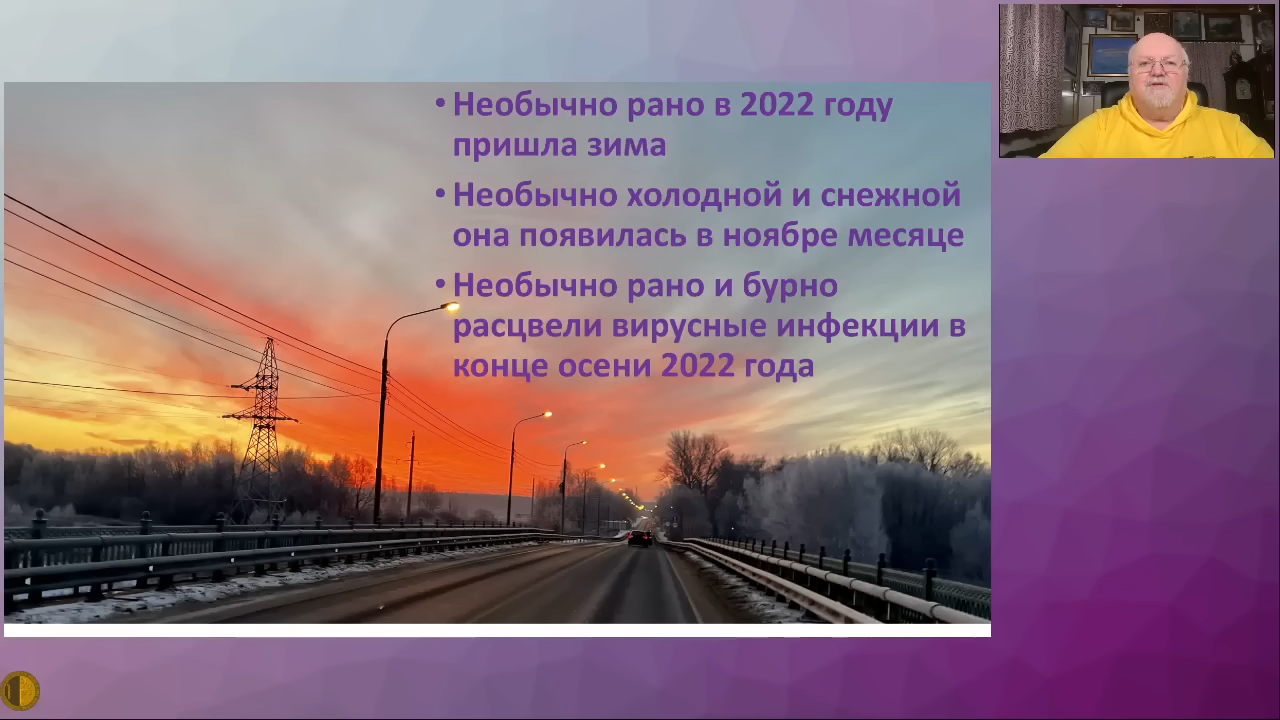 • Необычно рано в 2022 году
пришла зима
• Необычно холодной и снежной
она появилась в ноябре месяце
• Необычно рано и бурно
расцвели вирусные инфекции в
конце осени 2022 года